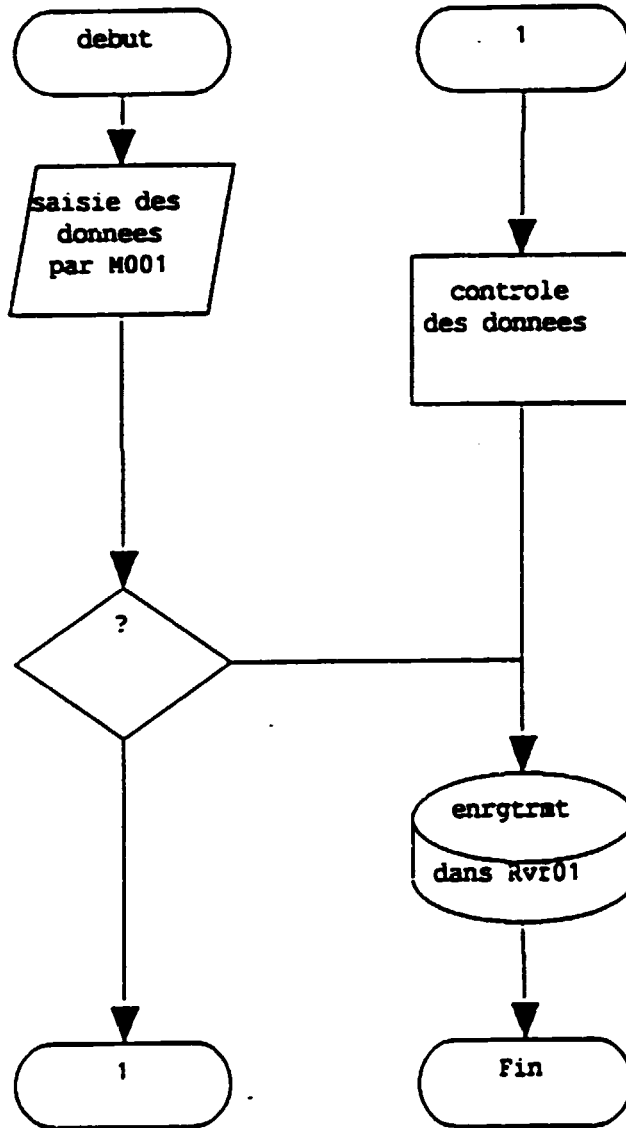 debut
saisie des
donnees
par M001
?
1
1
controle
des donnees
enrgtrmt
dans Rvr01
Fin